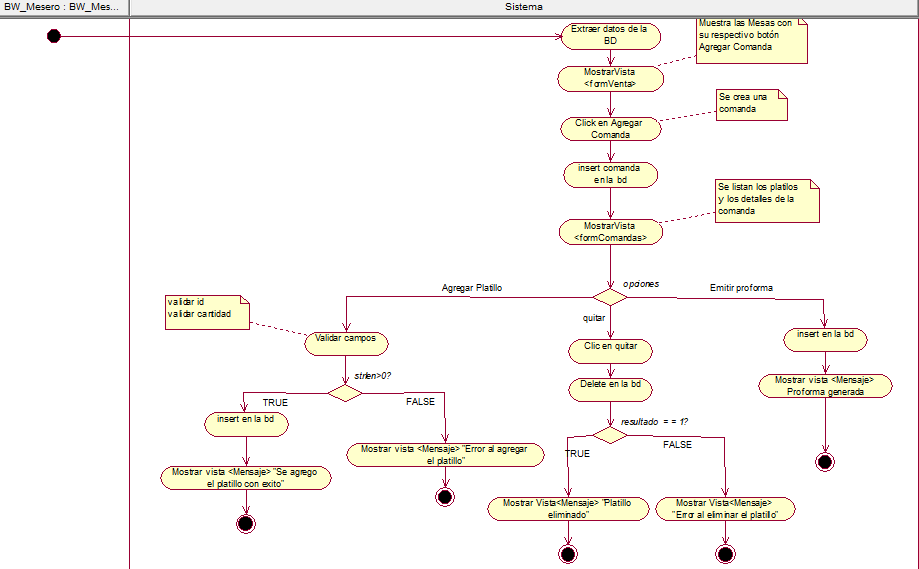 BW_Mesero : BW_Mes...
Sistema
Extraer datos de la
BD
Muestra las Mesas con
su respectivo botón
Agregar Comanda
MostrarVista
<formVenta>
Se crea una
comanda
Click en Agregar
Comanda
insert comanda
en la bd
Se listan los platilos
y los detalles de la
comanda
MostrarVista
<formComandas>
opciones
Agregar Platillo
Emitir proforma
quitar
validar id
validar cantidad
Validar campos
insert en la bd
Clic en quitar
strlen>0?
Mostrar vista <Mensaje>
Proforma generada
Delete en la bd
TRUE
FALSE
insert en la bd
resultado = = 1?
Mostrar vista <Mensaje> "Error al agregar
el platillo"
TRUE
FALSE
Mostrar vista <Mensaje> "Se agrego
el platillo con exito"
Mostrar Vista<Mensaje> "Platillo
eliminado"
Mostrar Vista<Mensaje>
"Error al eliminar el platillo"